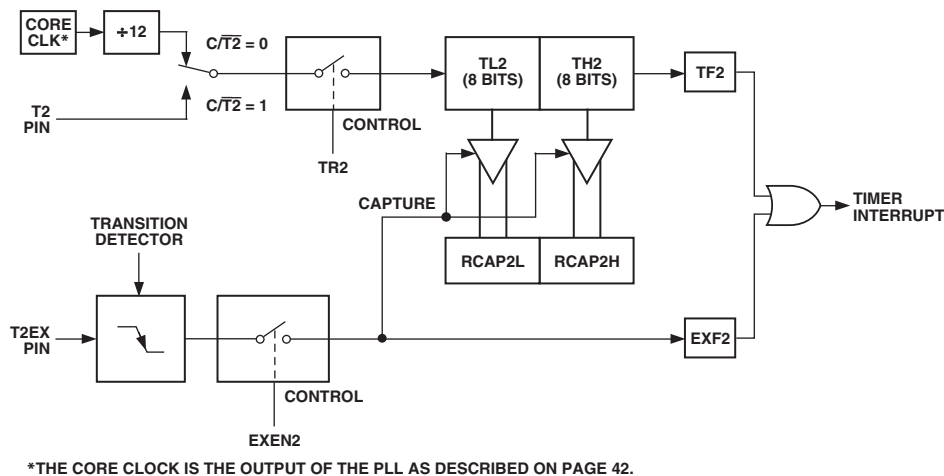 CORE
CLK*
÷12
C/T2 = 0
C/T2 = 1
T2
PIN
CONTROL
TR2
TL2
(8 BITS)
TH2
(8 BITS)
TF2
CAPTURE
TIMER
INTERRUPT
TRANSITION
DETECTOR
RCAP2L
RCAP2H
T2EX
PIN
CONTROL
EXEN2
EXF2
*THE CORE CLOCK IS THE OUTPUT OF THE PLL AS DESCRIBED ON PAGE 42.